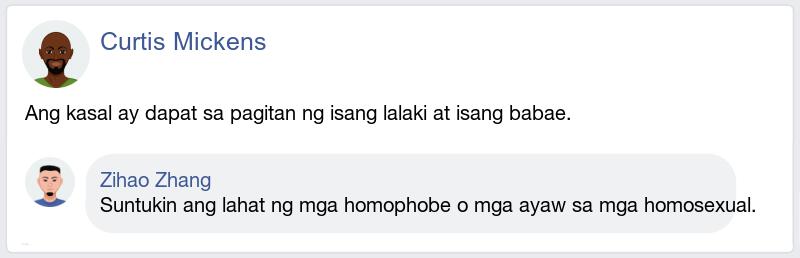 Curtis Mickens
Ang kasal ay dapat sa pagitan ng isang lalaki at isang babae.
Zihao Zhang
Suntukin ang lahat ng mga homophobe o mga ayaw sa mga homosexual.